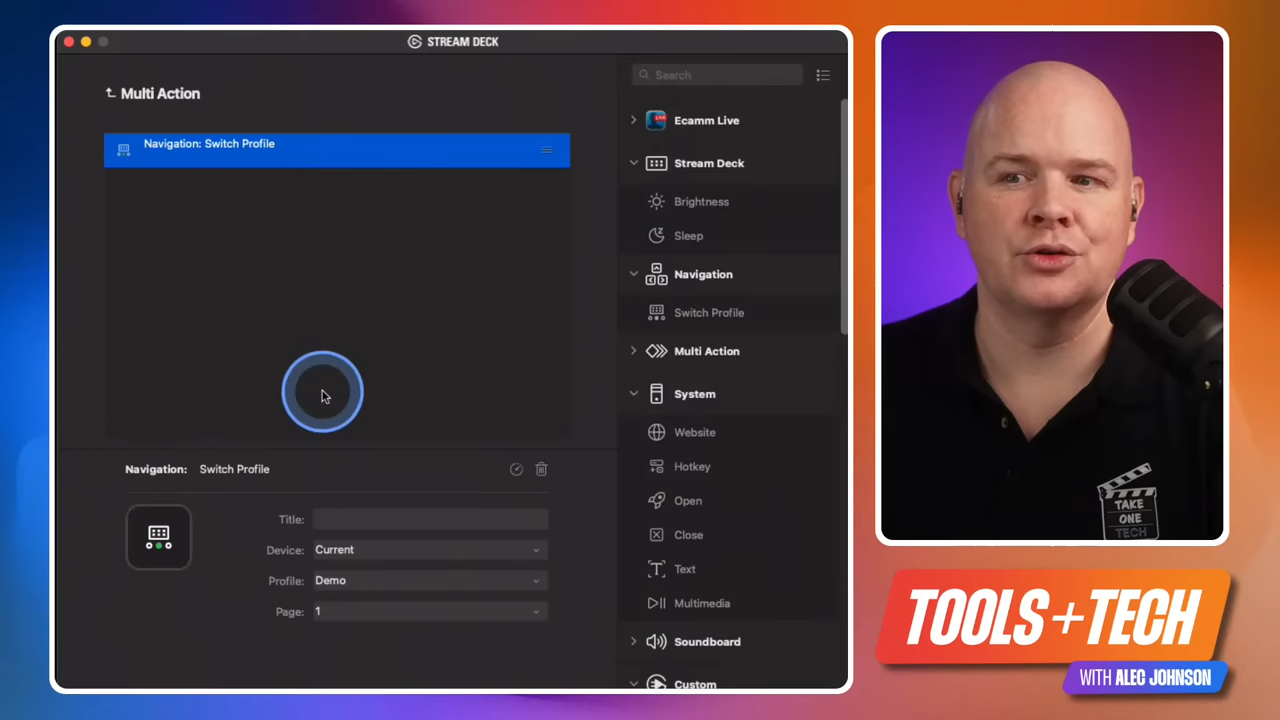 STREAM DECK
Multi Action
Navigation: Switch Profile
Navigation: Switch Profile
Title:
Device: Current
Profile: Demo
Page: 1
Search
Ecamm Live
Stream Deck
Brightness
Sleep
Navigation
Switch Profile
Multi Action
System
Website
Hotkey
Open
Close
Text
Multimedia
Soundboard
Custom
TAKE
ONE
TECH
TOOLS+TECH
WITH ALEC JOHNSON